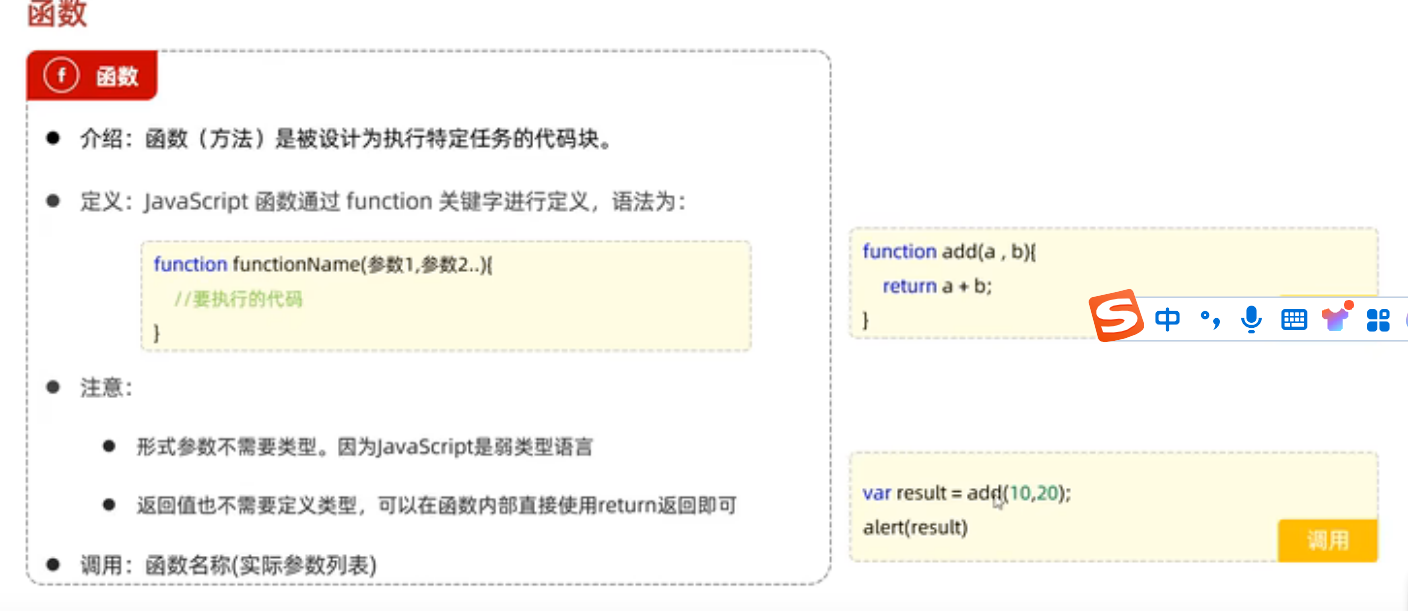 函数
f 函数
介绍：函数（方法）是被设计为执行特定任务的代码块。
定义：JavaScript 函数通过 function 关键字进行定义，语法为：
function functionName(参数1,参数2..){
//要执行的代码
}
注意：
形式参数不需要类型。因为JavaScript是弱类型语言
返回值也不需要定义类型，可以在函数内部直接使用return返回即可
调用：函数名称(实际参数列表)
function add(a , b){
return a + b;
}
S 中
var result = add(10,20);
alert(result)
调用